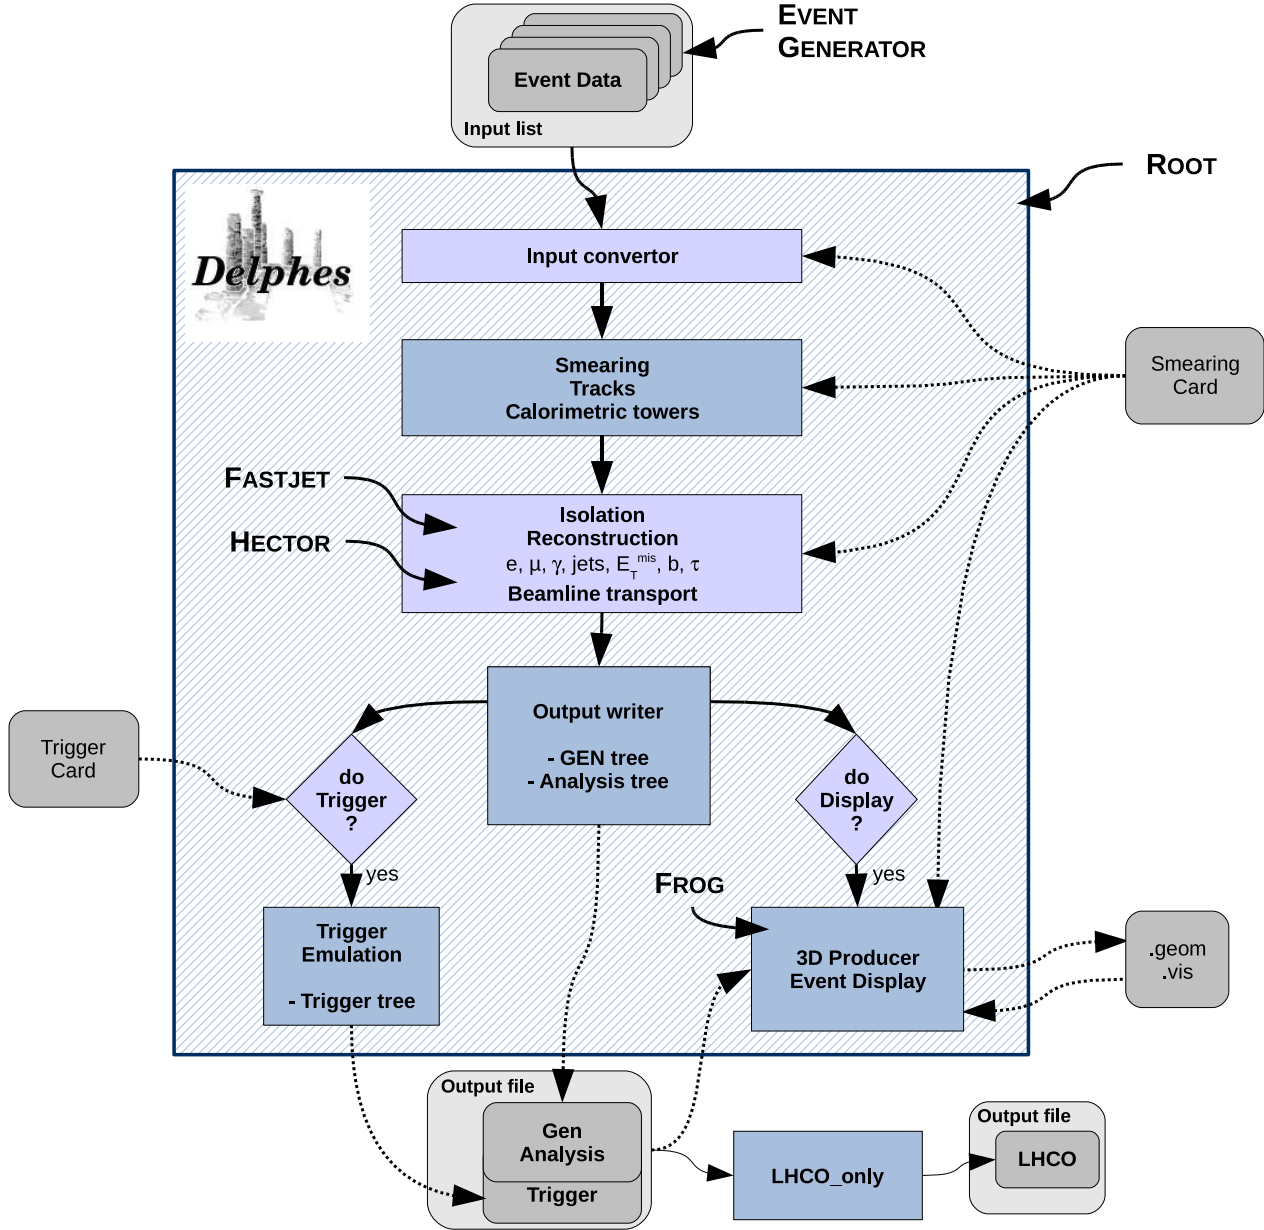 EVENT
GENERATOR
Event Data
Input list
ROOT
Delphes
Input convertor
Smearing
Tracks
Calorimetric towers
Smearing
Card
FASTJET
HECTOR
Isolation
Reconstruction
e, μ, γ, jets, E_T^mis, b, τ
Beamline transport
Output writer
- GEN tree
- Analysis tree
Trigger
Card
do
Trigger
?
yes
do
Display
?
yes
FROG
Trigger
Emulation
- Trigger tree
3D Producer
Event Display
.geom
.vis
Output file
Gen
Analysis
Trigger
LHCO_only
Output file
LHCO